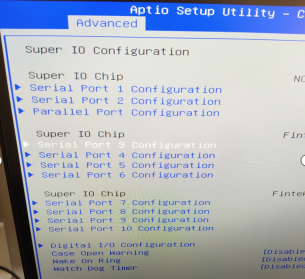 Aptio Setup Utility – C
Advanced
Super IO Configuration
Super IO Chip NC
Serial Port 1 Configuration
Serial Port 2 Configuration
Parallel Port Configuration
Super IO Chip Fin
Serial Port 3 Configuration
Serial Port 4 Configuration
Serial Port 5 Configuration
Serial Port 6 Configuration
Super IO Chip Finte
Serial Port 7 Configuration
Serial Port 8 Configuration
Serial Port 9 Configuration
Serial Port 10 Configuration
Digital I/O Configuration
Case Open Warning [Disable
Wake On Ring [Disable
Watch Dog Timer [Disable